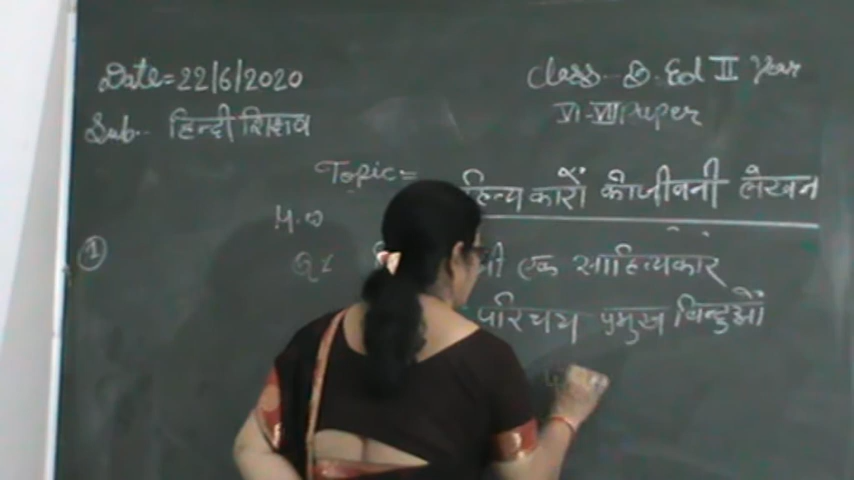 Date=22/6/2020
Class- B.Ed II Year
Sub-- हिन्दी शिक्षण
VI-VII Paper
Topic= हित्य कारों की जीवनी लेखन
M.Q
①
Q1 श्री एक साहित्यकार
परिचय प्रमुख बिन्दुओं